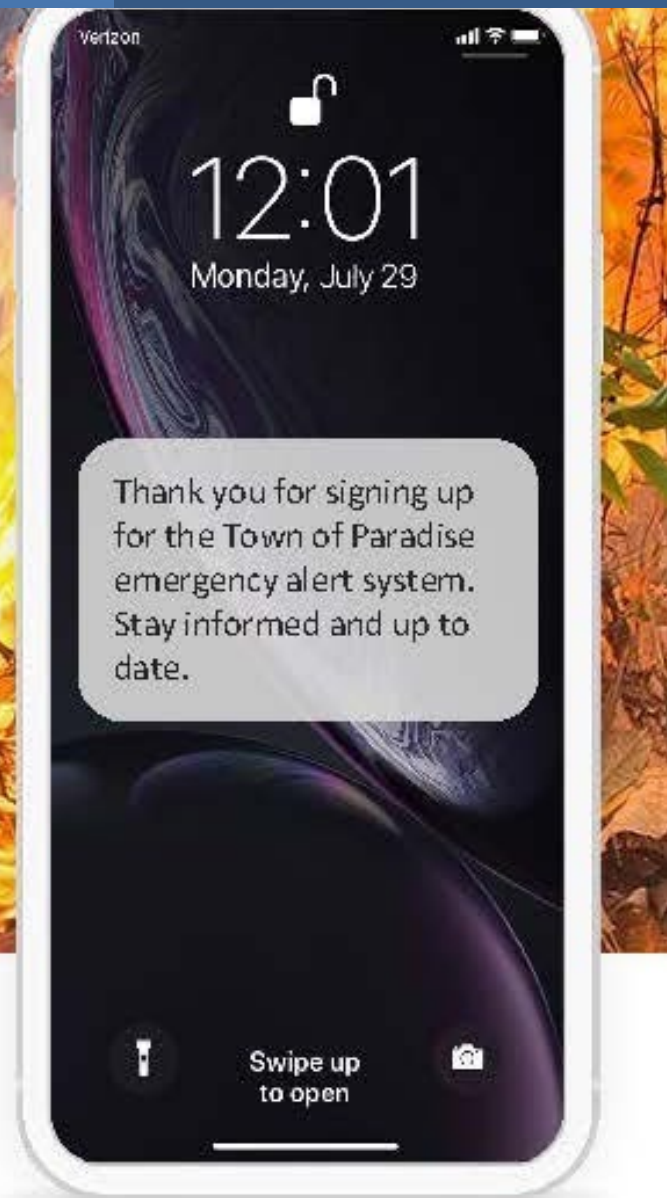 Verizon
12:01
Monday, July 29
Thank you for signing up
for the Town of Paradise
emergency alert system.
Stay informed and up to
date.
Swipe up
to open